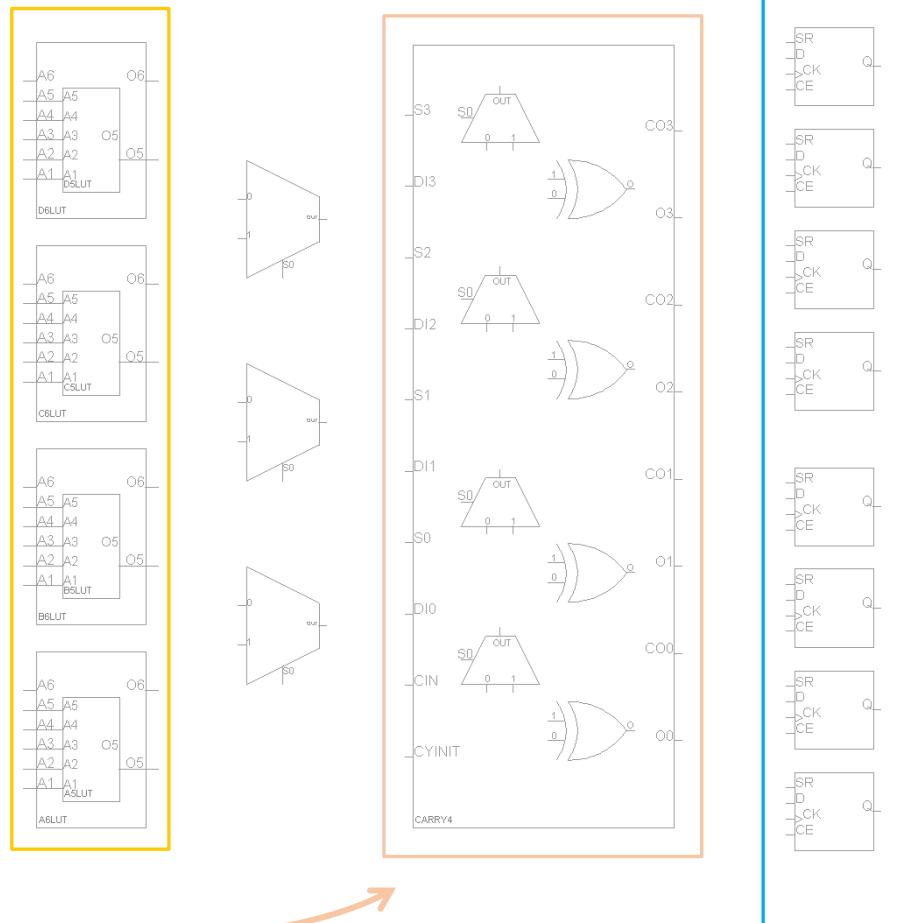 A6 O6
A5 A5
A4 A4
A3 A3 O5
A2 A2 O5
A1 A1
D5LUT
D6LUT
A6 O6
A5 A5
A4 A4
A3 A3 O5
A2 A2 O5
A1 A1
C5LUT
C6LUT
A6 O6
A5 A5
A4 A4
A3 A3 O5
A2 A2 O5
A1 A1
B5LUT
B6LUT
A6 O6
A5 A5
A4 A4
A3 A3 O5
A2 A2 O5
A1 A1
A5LUT
A6LUT
0
OUT
1
S0
0
OUT
1
S0
0
OUT
1
S0
S3
DI3
S2
DI2
S1
DI1
S0
DI0
CIN
CYINIT
CARRY4
OUT
S0
0 1
1
0
O
OUT
S0
0 1
1
0
O
OUT
S0
0 1
1
0
O
OUT
S0
0 1
1
0
O
CO3
O3
CO2
O2
CO1
O1
CO0
O0
SR
D Q
CK
CE
SR
D Q
CK
CE
SR
D Q
CK
CE
SR
D Q
CK
CE
SR
D Q
CK
CE
SR
D Q
CK
CE
SR
D Q
CK
CE
SR
D Q
CK
CE